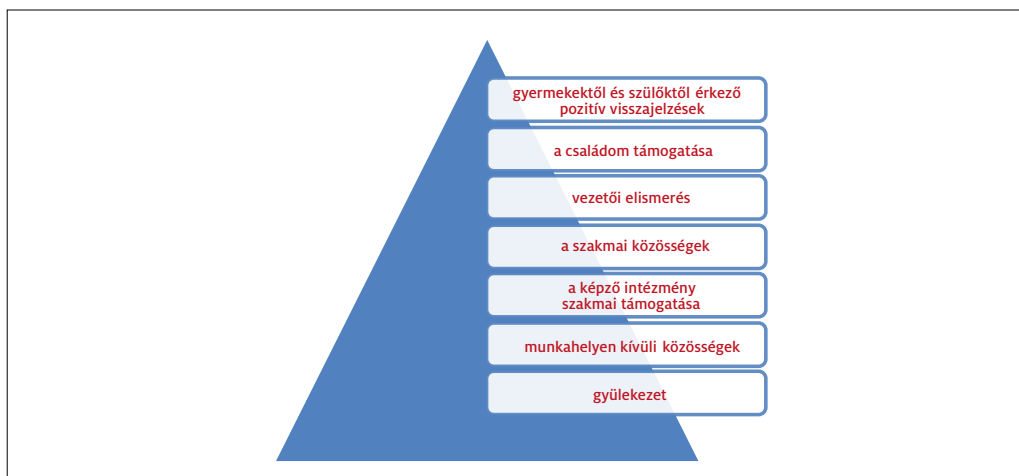 gyermekektől és szülőktől érkező
pozitív visszajelzések
a családom támogatása
vezetői elismerés
a szakmai közösségek
a képző intézmény
szakmai támogatása
munkahelyen kívüli közösségek
gyülekezet